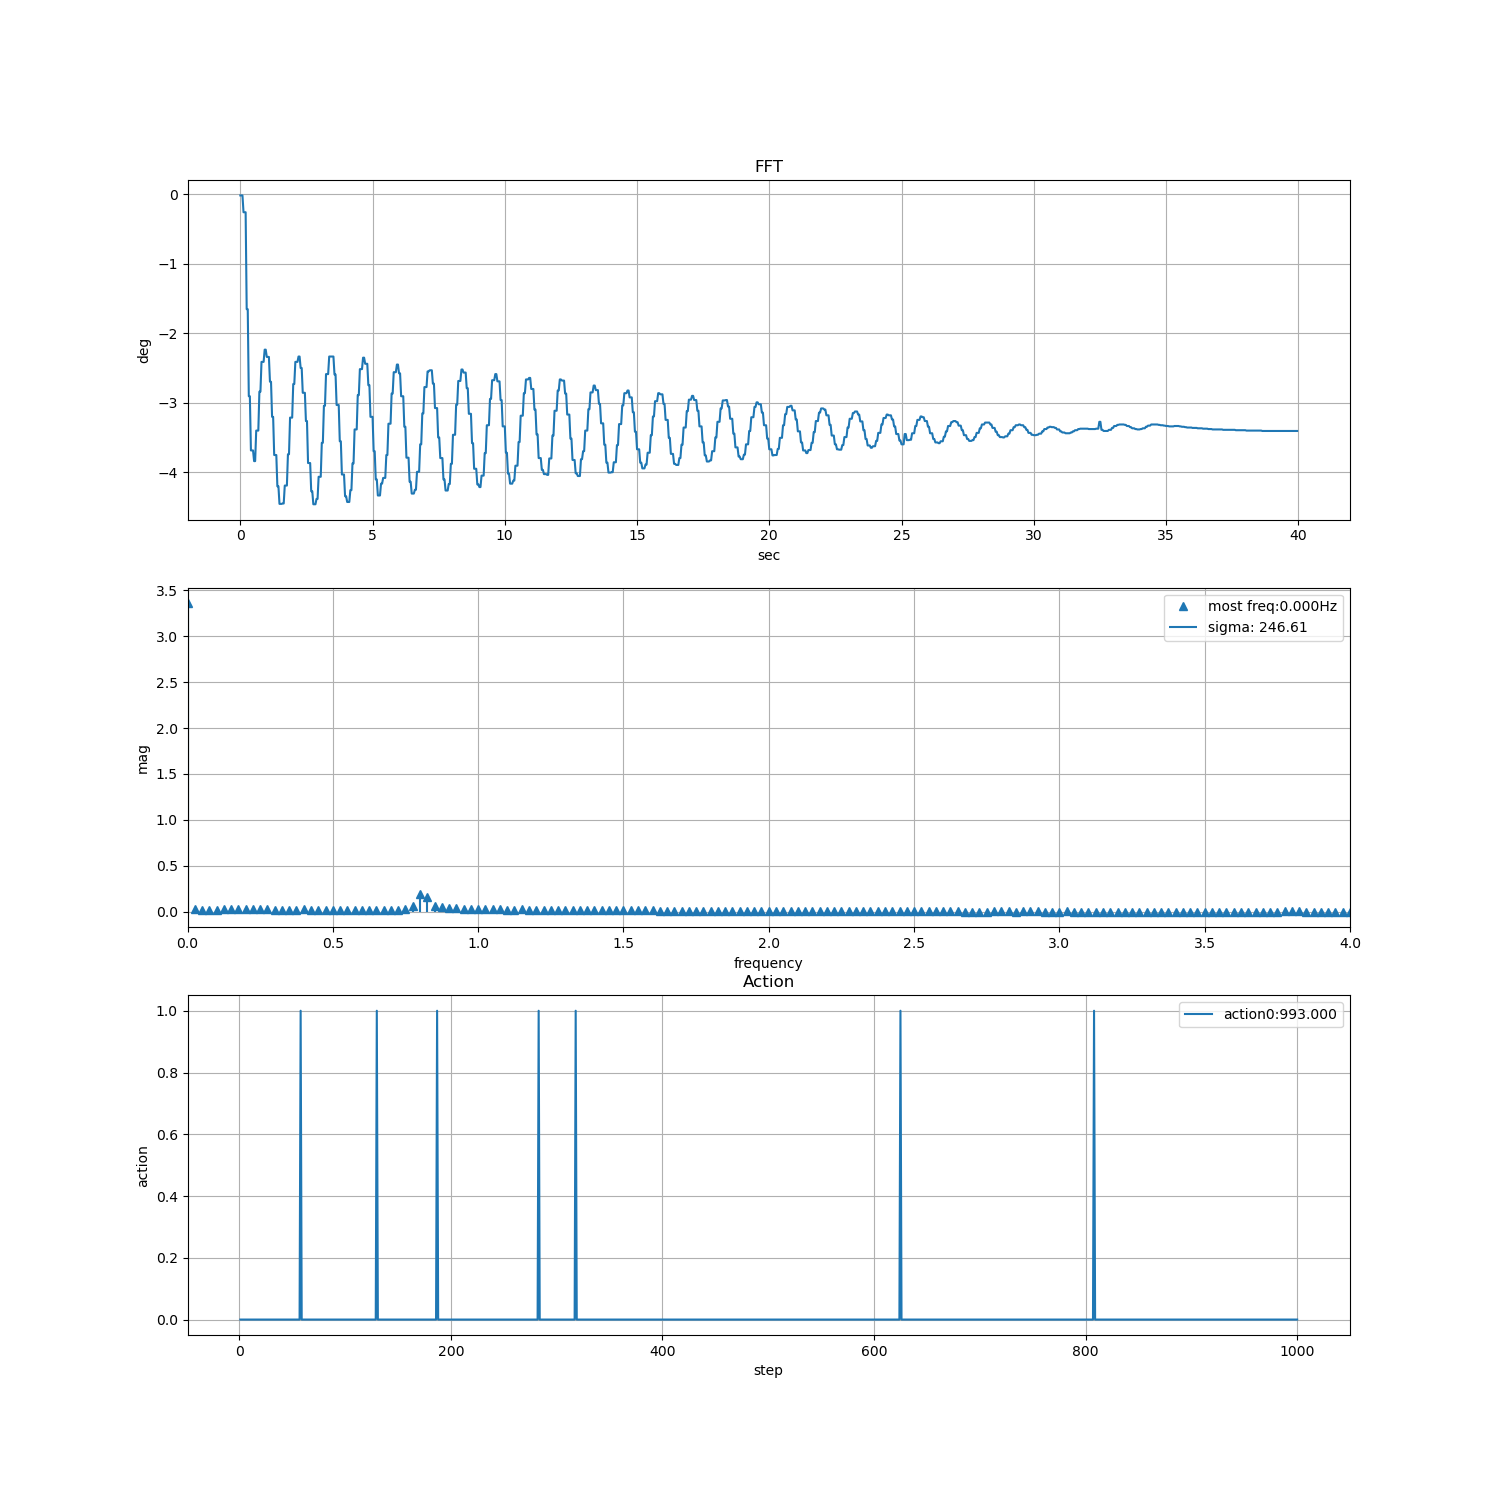 FFT
0
−1
−2
−3
−4
deg
0 5 10 15 20 25 30 35 40
sec
3.5
3.0
2.5
2.0
1.5
1.0
0.5
0.0
mag
most freq:0.000Hz
sigma: 246.61
0.0 0.5 1.0 1.5 2.0 2.5 3.0 3.5 4.0
frequency
Action
1.0
0.8
0.6
0.4
0.2
0.0
action
action0:993.000
0 200 400 600 800 1000
step